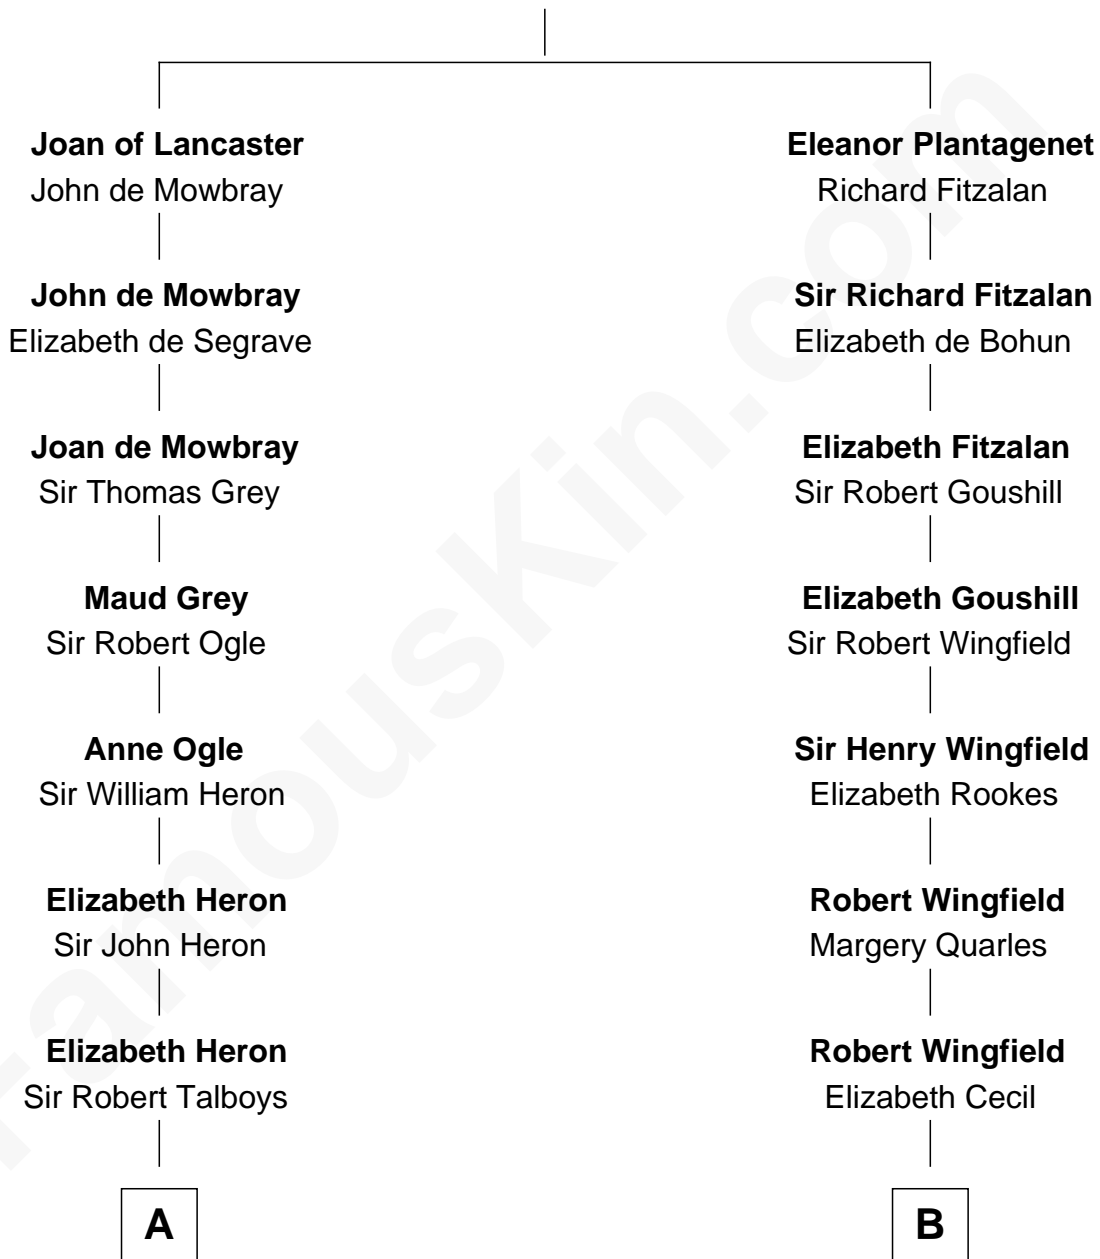 Joan of Lancaster
John de Mowbray
John de Mowbray
Elizabeth de Segrave
Joan de Mowbray
Sir Thomas Grey
Maud Grey
Sir Robert Ogle
Anne Ogle
Sir William Heron
Elizabeth Heron
Sir John Heron
Elizabeth Heron
Sir Robert Talboys
A
Eleanor Plantagenet
Richard Fitzalan
Sir Richard Fitzalan
Elizabeth de Bohun
Elizabeth Fitzalan
Sir Robert Goushill
Elizabeth Goushill
Sir Robert Wingfield
Sir Henry Wingfield
Elizabeth Rookes
Robert Wingfield
Margery Quarles
Robert Wingfield
Elizabeth Cecil
B
FamousKin.com